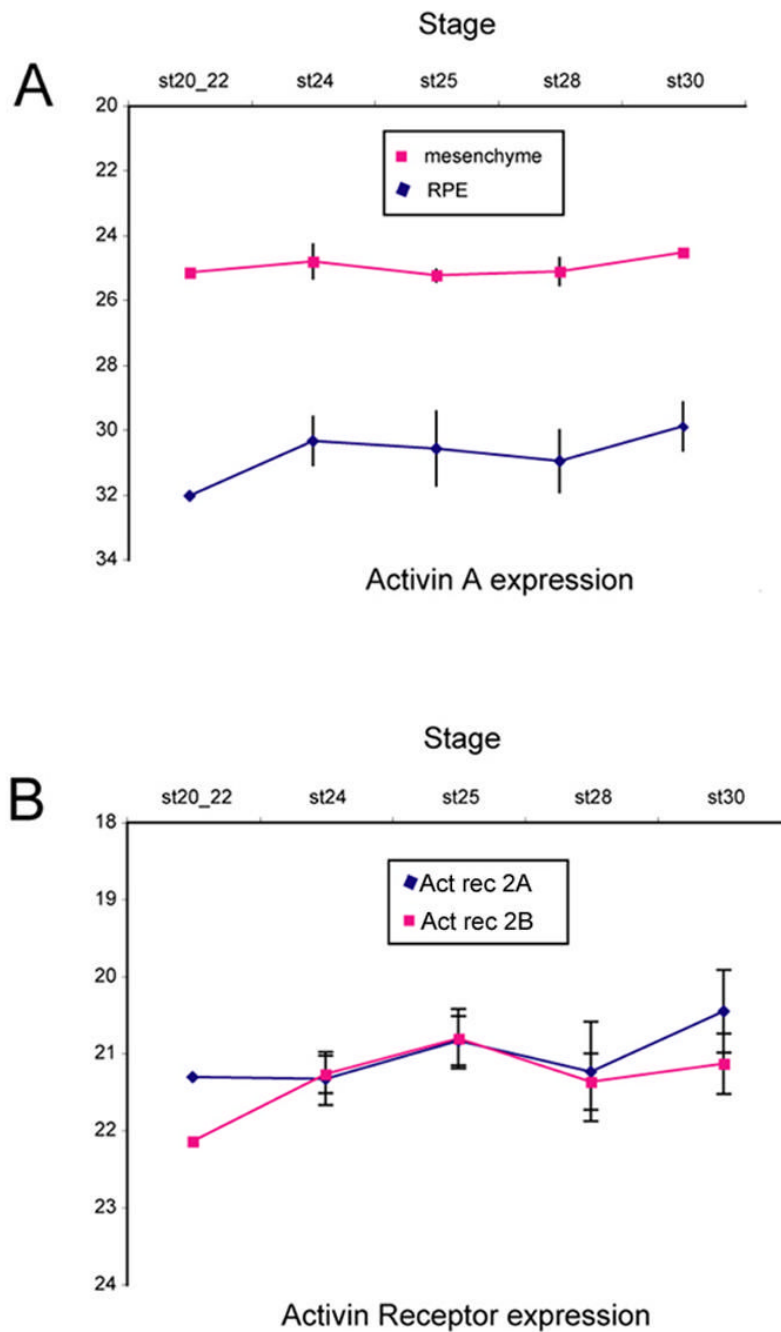 A
Stage
st20_22 st24 st25 st28 st30
20
22
24
26
28
30
32
34
mesenchyme
RPE
Activin A expression
B
Stage
st20_22 st24 st25 st28 st30
18
19
20
21
22
23
24
Act rec 2A
Act rec 2B
Activin Receptor expression